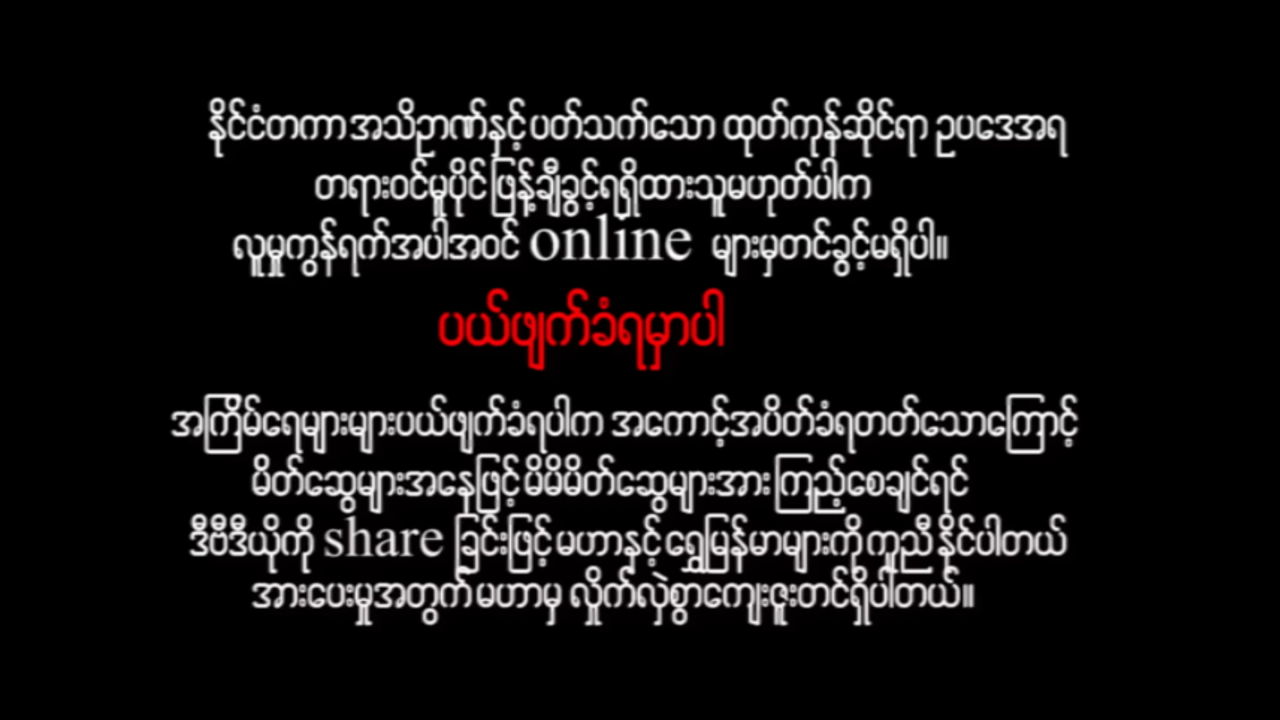 နိုင်ငံတကာ အသိဉာဏ်နှင့် ပတ်သက်သော ထုတ်ကုန်ဆိုင်ရာ ဥပဒေအရ
တရားဝင်မူပိုင် ဖြန့်ချီခွင့်ရရှိထားသူမဟုတ်ပါက
လူမှုကွန်ရက်အပါအဝင် online များမှတင်ခွင့်မရှိပါ။
ပယ်ဖျက်ခံရမှာပါ
အကြိမ်ရေများများပယ်ဖျက်ခံရပါက အကောင့်အပိတ်ခံရတတ်သောကြောင့်
မိတ်ဆွေများအနေဖြင့် မိမိမိတ်ဆွေများအား ကြည့်စေချင်ရင်
ဒီဗီဒီယိုကို share ခြင်းဖြင့် မဟာနှင့် ရွှေမြန်မာများကို ကူညီ နိုင်ပါတယ်
အားပေးမှုအတွက် မဟာမှ လှိုက်လှဲစွာကျေးဇူးတင်ရှိပါတယ်။